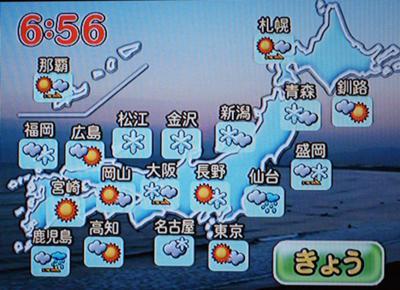 6:56
札幌
那覇
青森
釧路
松江
金沢
新潟
福岡
広島
盛岡
岡山
大阪
長野
仙台
宮崎
鹿児島
高知
名古屋
東京
きょう